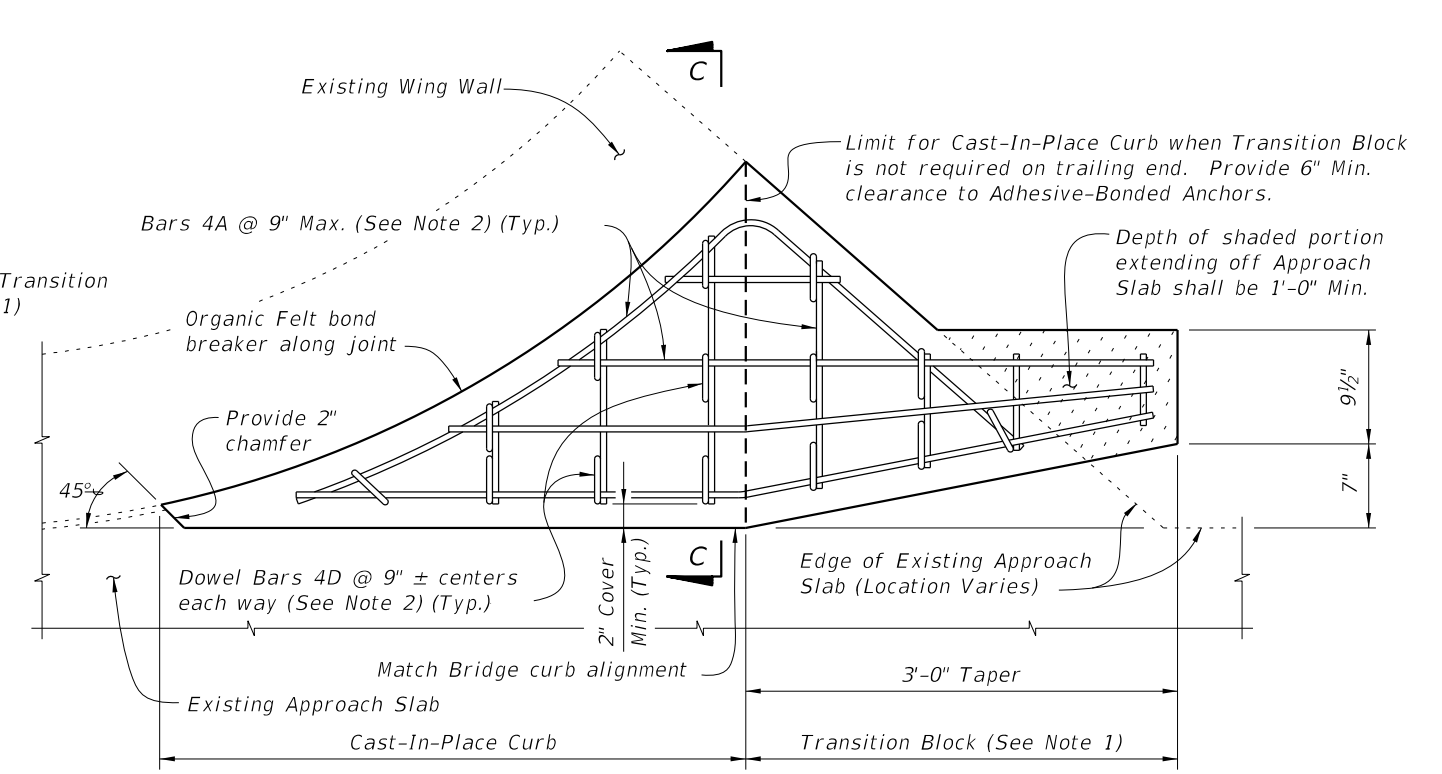 C
Existing Wing Wall
Limit for Cast-In-Place Curb when Transition Block
is not required on trailing end. Provide 6" Min.
clearance to Adhesive-Bonded Anchors.
Bars 4A @ 9" Max. (See Note 2) (Typ.)
Depth of shaded portion
extending off Approach
Slab shall be 1'-0" Min.
Transition
1)
Organic Felt bond
breaker along joint
Provide 2"
chamfer
9½"
45°
7"
C
Edge of Existing Approach
Slab (Location Varies)
Dowel Bars 4D @ 9" ± centers
each way (See Note 2) (Typ.)
2" Cover
Min. (Typ.)
Match Bridge curb alignment
3'-0" Taper
Existing Approach Slab
Cast-In-Place Curb
Transition Block (See Note 1)